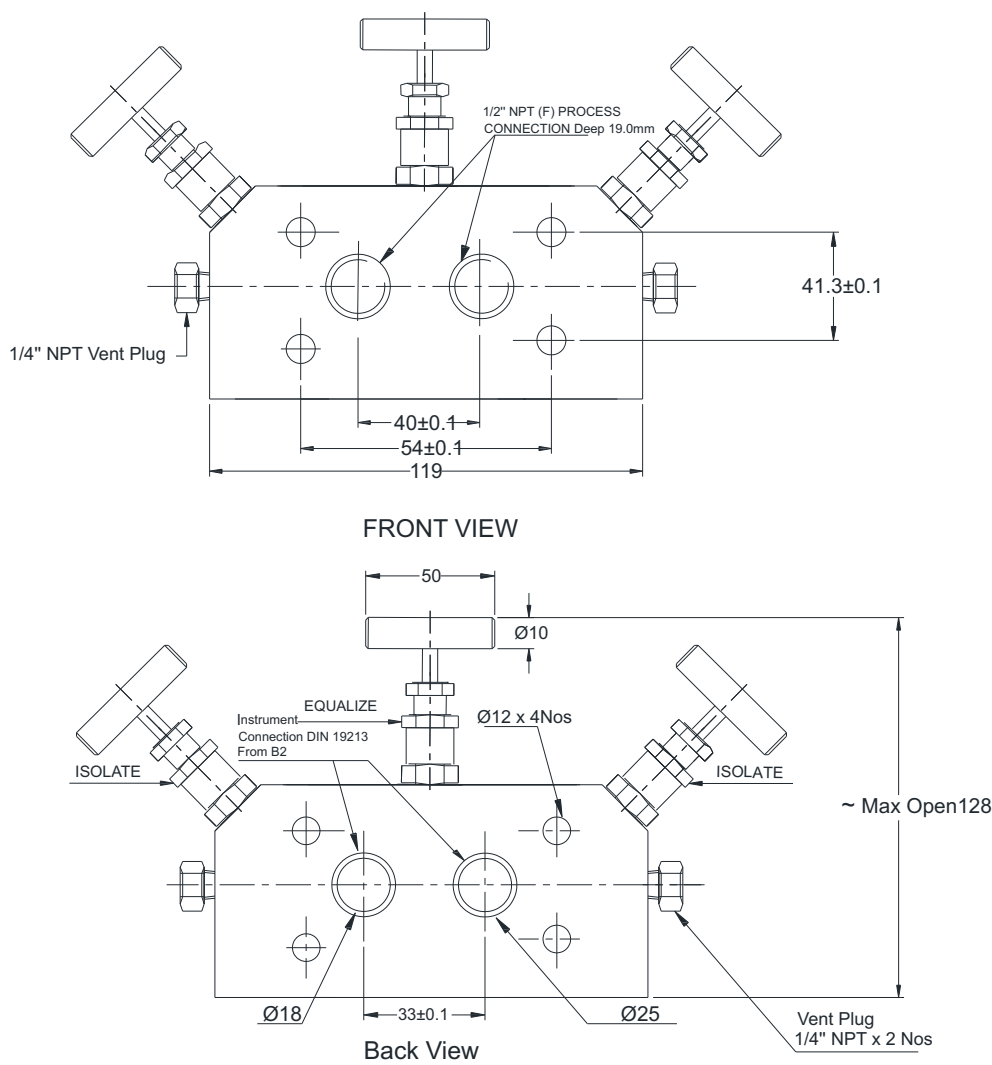 1/2" NPT (F) PROCESS
CONNECTION Deep 19.0mm
41.3±0.1
1/4" NPT Vent Plug
40±0.1
54±0.1
119
FRONT VIEW
50
Ø10
EQUALIZE
Instrument
Connection DIN 19213
From B2
Ø12 x 4Nos
ISOLATE
ISOLATE
~ Max Open128
Ø18
33±0.1
Ø25
Vent Plug
1/4" NPT x 2 Nos
Back View